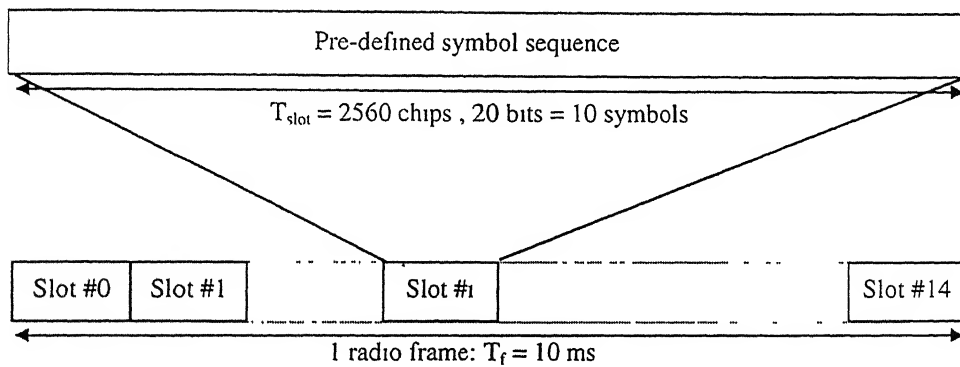 Pre-defined symbol sequence
T_slot = 2560 chips , 20 bits = 10 symbols
Slot #0 Slot #1 Slot #i Slot #14
1 radio frame: T_f = 10 ms